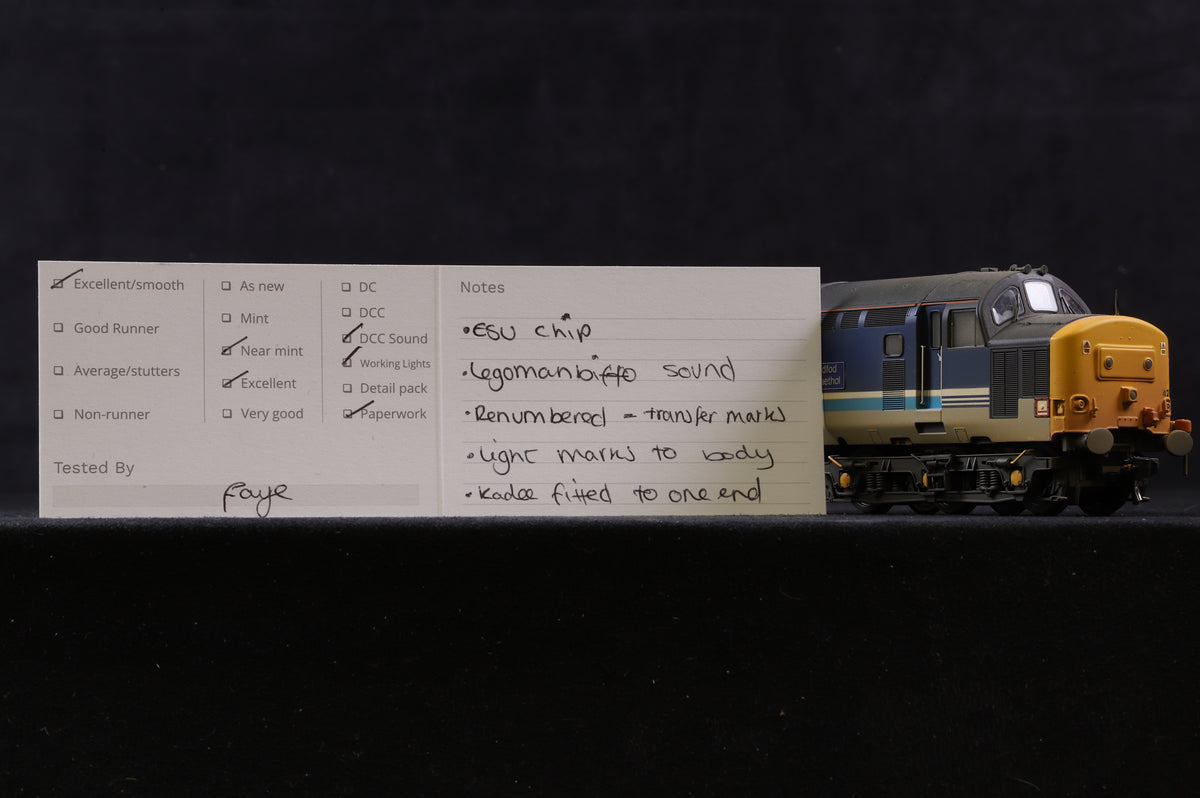 Excellent/smooth
Good Runner
Average/stutters
Non-runner
As new
Mint
Near mint
Excellent
Very good
DC
DCC
DCC Sound
Working Lights
Detail pack
Paperwork
Tested By
Faye
Notes
• ESU chip
• Legomanbiffo sound
• Renumbered - transfer marks
• Light marks to body
• Kadee fitted to one end